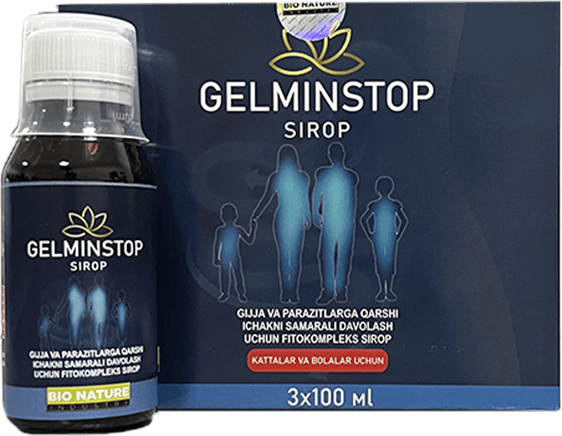 BIO NATURE
GELMINSTOP
SIROP
GIJJA VA PARAZITLARGA QARSHI
ICHAKNI SAMARALI DAVOLASH
UCHUN FITOKOMPLEKS SIROP
KATTALAR VA BOLALAR UCHUN
3x100 мл
GELMINSTOP
SIROP
GIJJA VA PARAZITLARGA QARSHI
ICHAKNI SAMARALI DAVOLASH
UCHUN FITOKOMPLEKS SIROP
BIO NATURE